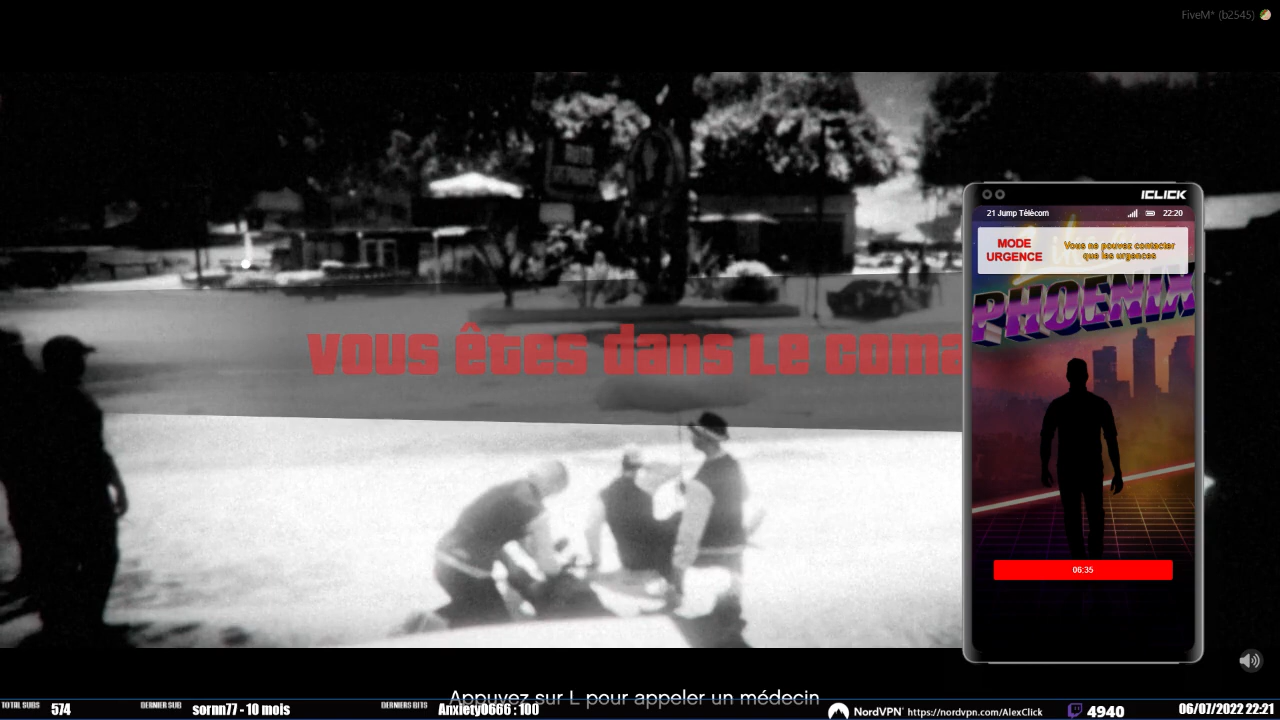 FiveM* (b2545)
ICLICK
21 Jump Télécom
22:20
MODE URGENCE
Vous ne pouvez contacter
que les urgences
PHOENIX
vous êtes dans le coma
06:35
Appuyez sur L pour appeler un médecin
TOTAL SUBS
574
DERNIER SUB
sornn77 - 10 mois
DERNIERS BITS
Anxiety0666 : 100
NordVPN
https://nordvpn.com/AlexClick
4940
06/07/2022 22:21